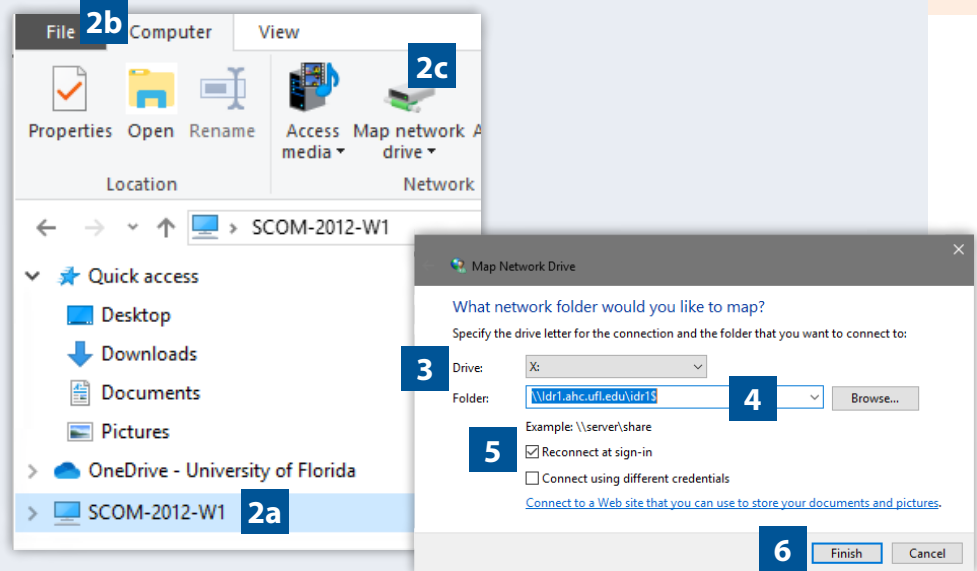 File 2b Computer View
2c
Properties Open Rename Access media Map network drive A
Location Network
SCOM-2012-W1
Quick access
Desktop
Downloads
Documents
Pictures
OneDrive - University of Florida
SCOM-2012-W1 2a
Map Network Drive
What network folder would you like to map?
Specify the drive letter for the connection and the folder that you want to connect to:
3 Drive: X:
Folder: \\Idr1.ahc.ufl.edu\idr1$ 4 Browse...
Example: \\server\share
5 Reconnect at sign-in
Connect using different credentials
Connect to a Web site that you can use to store your documents and pictures.
6 Finish Cancel